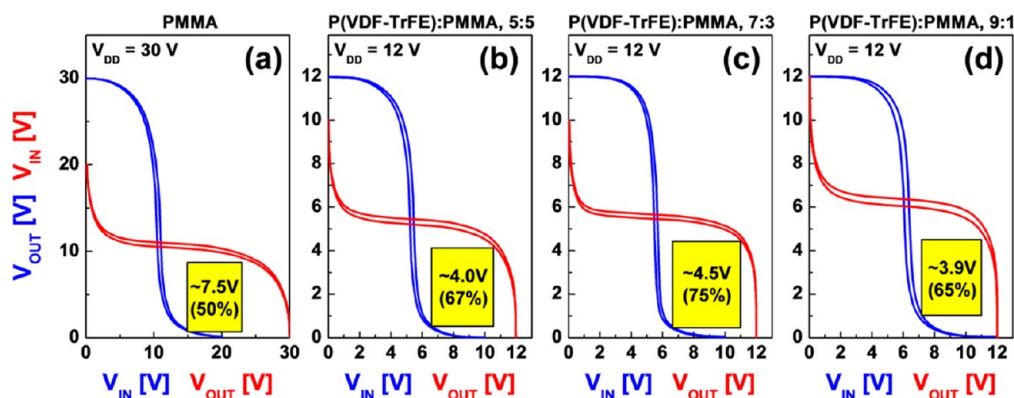 PMMA
P(VDF-TrFE):PMMA, 5:5
P(VDF-TrFE):PMMA, 7:3
P(VDF-TrFE):PMMA, 9:1
V_OUT [V] V_IN [V]
V_DD = 30 V
(a)
30
20
10
0
~7.5V
(50%)
0 10 20 30
V_IN [V] V_OUT [V]
V_DD = 12 V
(b)
12
10
8
6
4
2
0
~4.0V
(67%)
0 2 4 6 8 10 12
V_IN [V] V_OUT [V]
V_DD = 12 V
(c)
12
10
8
6
4
2
0
~4.5V
(75%)
0 2 4 6 8 10 12
V_IN [V] V_OUT [V]
V_DD = 12 V
(d)
12
10
8
6
4
2
0
~3.9V
(65%)
0 2 4 6 8 10 12
V_IN [V] V_OUT [V]